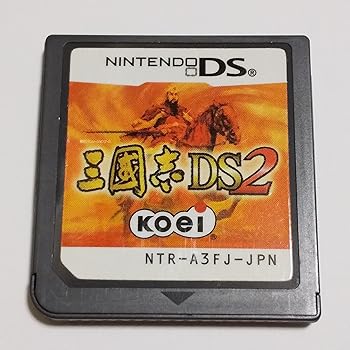 NINTENDO DS®
三國志DS2
KOEI
NTR-A3FJ-JPN